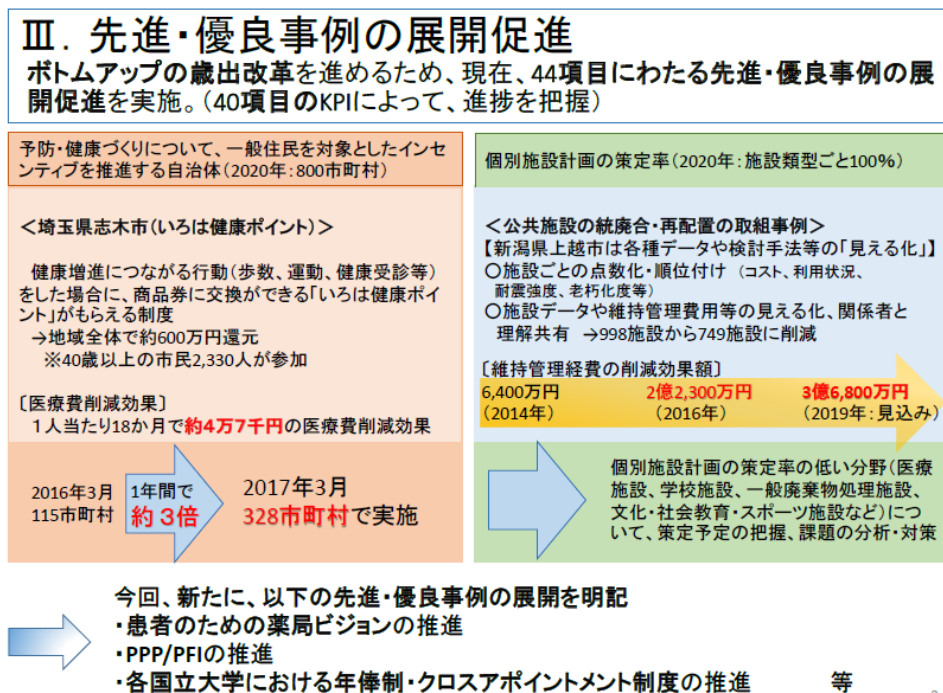 Ⅲ．先進・優良事例の展開促進
ボトムアップの歳出改革を進めるため、現在、44項目にわたる先進・優良事例の展
開促進を実施。（40項目のKPIによって、進捗を把握）
予防・健康づくりについて、一般住民を対象としたインセ
ンティブを推進する自治体（2020年：800市町村）
＜埼玉県志木市（いろは健康ポイント）＞
健康増進につながる行動（歩数、運動、健康受診等）
をした場合に、商品券に交換ができる「いろは健康ポイ
ント」がもらえる制度
→地域全体で約600万円還元
※40歳以上の市民2,330人が参加
〔医療費削減効果〕
１人当たり18か月で約4万7千円の医療費削減効果
2016年3月
115市町村
1年間で
約３倍
2017年3月
328市町村で実施
個別施設計画の策定率（2020年：施設類型ごと100％）
＜公共施設の統廃合・再配置の取組事例＞
【新潟県上越市は各種データや検討手法等の「見える化」】
○施設ごとの点数化・順位付け （コスト、利用状況、
耐震強度、老朽化度等）
○施設データや維持管理費用等の見える化、関係者と
理解共有 →998施設から749施設に削減
〔維持管理経費の削減効果額〕
6,400万円 2億2,300万円 3億6,800万円
（2014年） （2016年） （2019年：見込み）
個別施設計画の策定率の低い分野（医療
施設、学校施設、一般廃棄物処理施設、
文化・社会教育・スポーツ施設など）につ
いて、策定予定の把握、課題の分析・対策
今回、新たに、以下の先進・優良事例の展開を明記
・患者のための薬局ビジョンの推進
・PPP/PFIの推進
・各国立大学における年俸制・クロスアポイントメント制度の推進 等